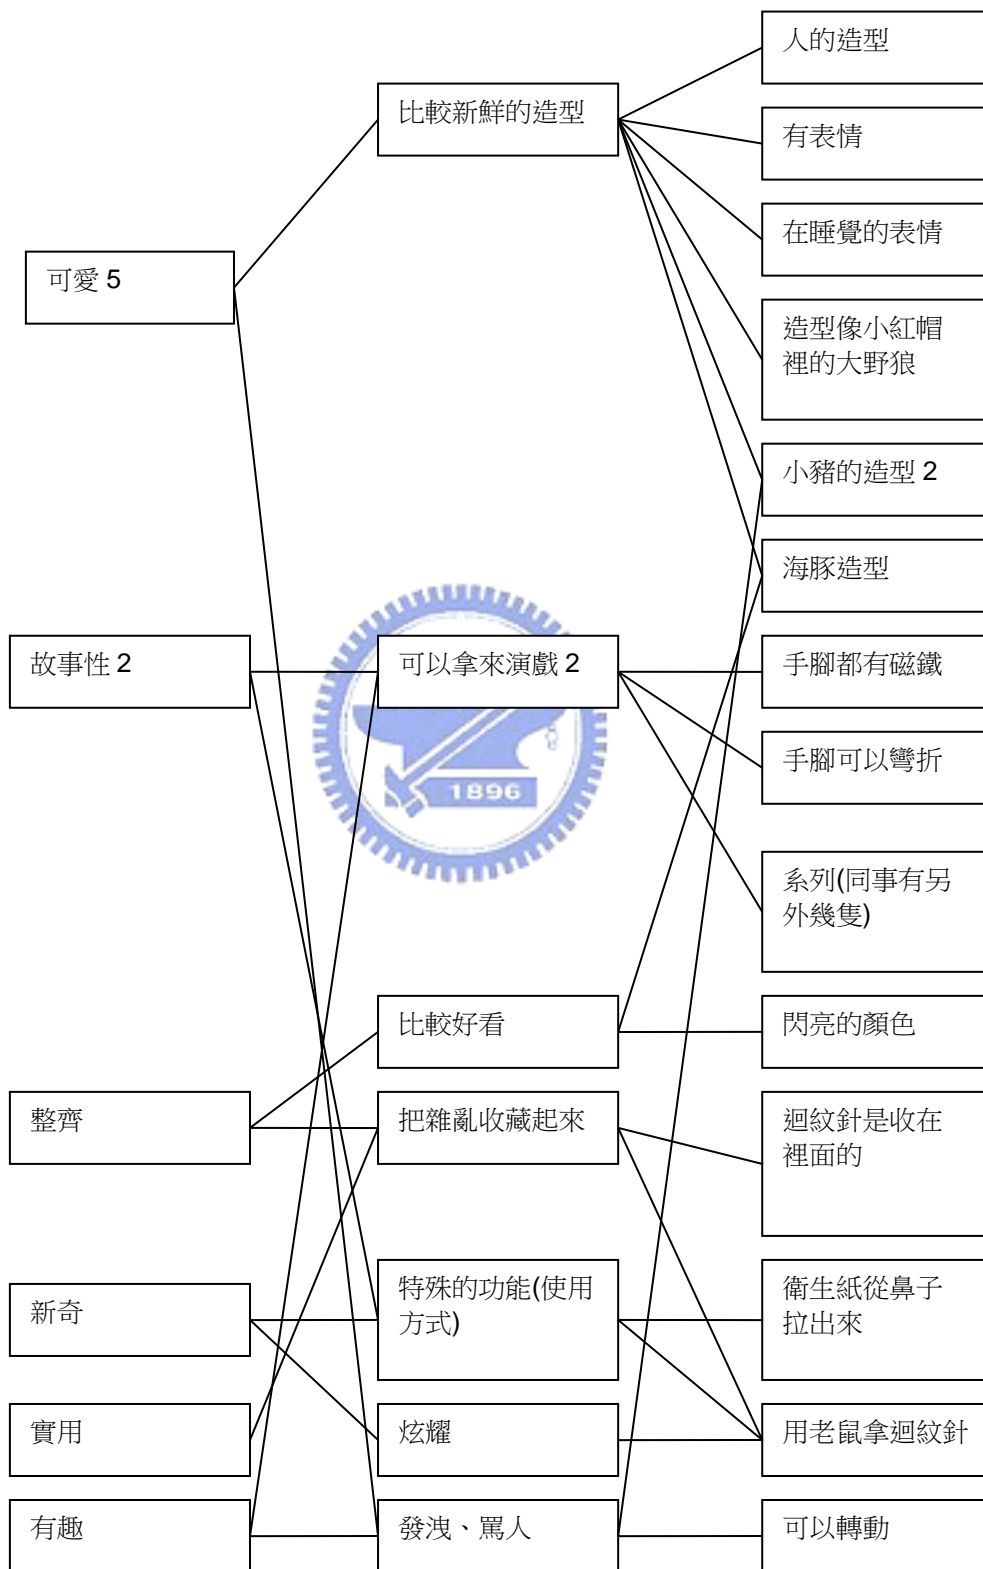 人的造型
比較新鮮的造型
有表情
在睡覺的表情
可愛 5
造型像小紅帽
裡的大野狼
小豬的造型 2
海豚造型
故事性 2
可以拿來演戲 2
手腳都有磁鐵
手腳可以彎折
1896
系列(同事有另
外幾隻)
比較好看
閃亮的顏色
整齊
把雜亂收藏起來
迴紋針是收在
裡面的
新奇
特殊的功能(使用
方式)
衛生紙從鼻子
拉出來
實用
炫耀
用老鼠拿迴紋針
有趣
發洩、罵人
可以轉動